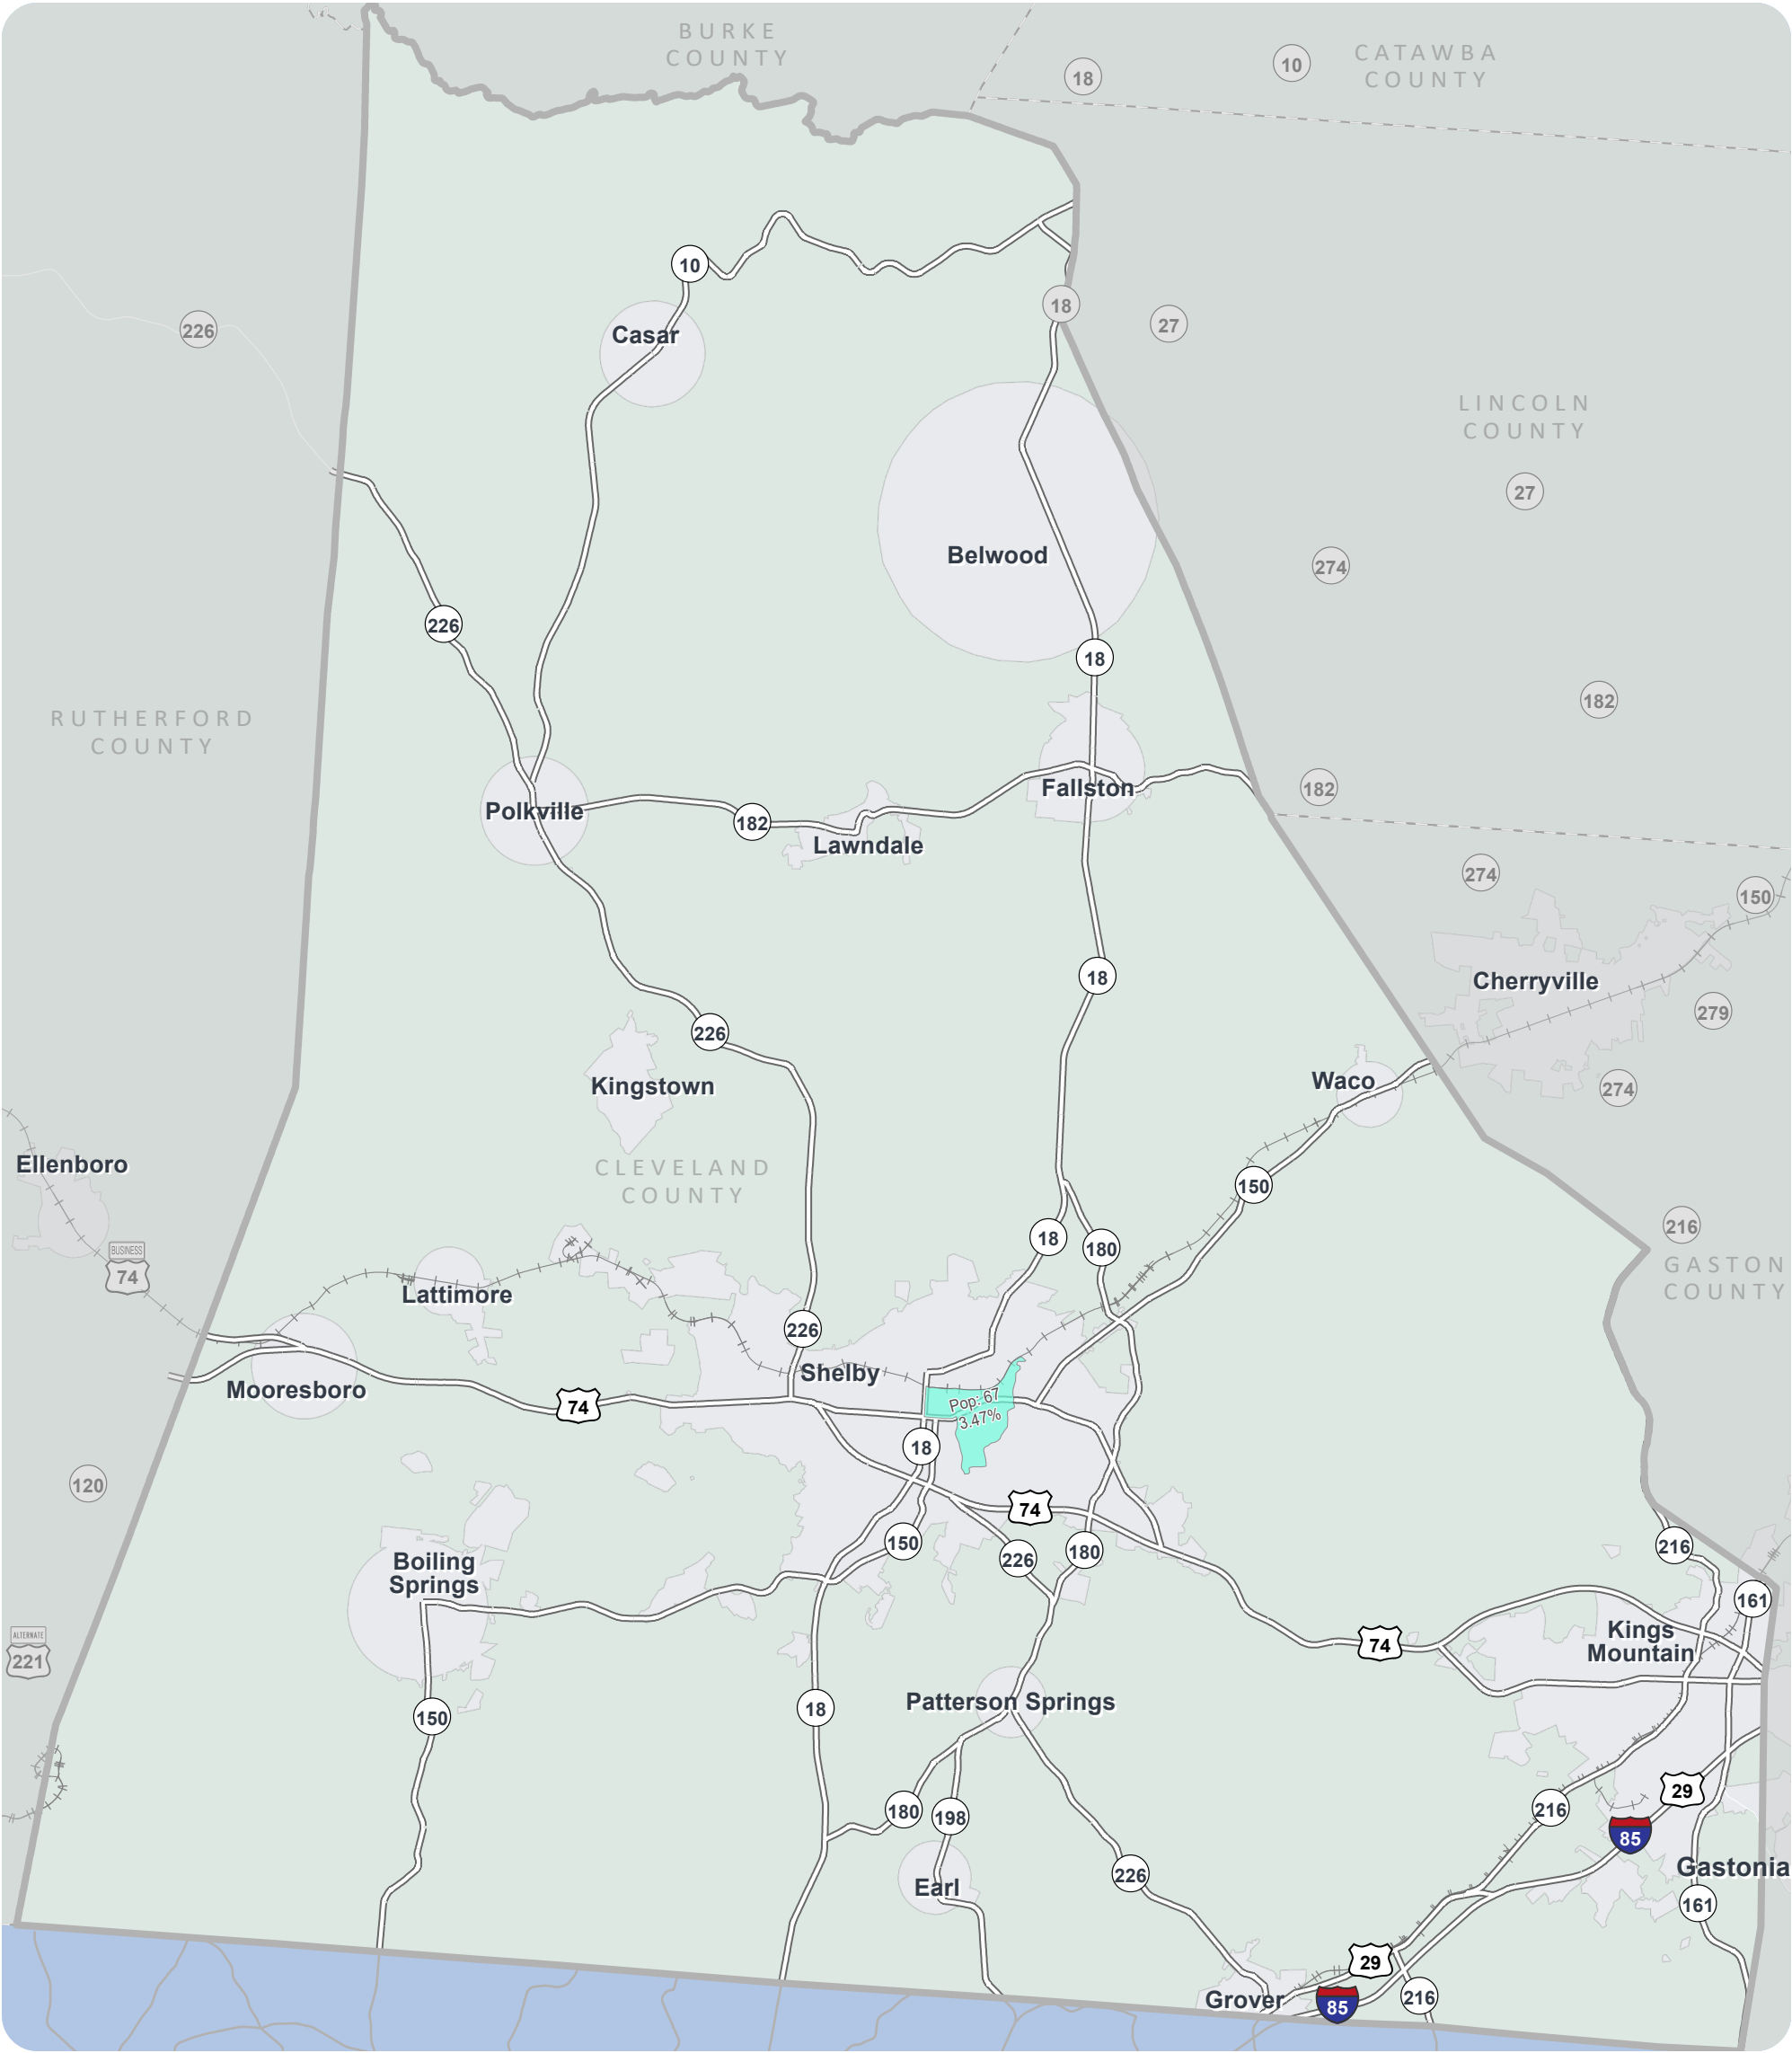 BURKE
COUNTY
CATAWBA
COUNTY
18
10
10
18
27
226
Casar
LINCOLN
COUNTY
27
Belwood
274
226
18
182
RUTHERFORD
COUNTY
Fallston
182
Polkville
182
Lawndale
274
150
18
Cherryville
279
226
Kingstown
Waco
274
Ellenboro
CLEVELAND
COUNTY
150
216
18
180
BUSINESS
74
GASTON
COUNTY
Lattimore
226
Shelby
Mooresboro
74
Pop: 67
3.47%
18
120
74
150
226
180
216
Boiling
Springs
161
ALTERNATE
221
Kings
Mountain
74
150
18
Patterson Springs
29
216
180
198
85
226
Earl
Gastonia
161
29
216
Grover
85